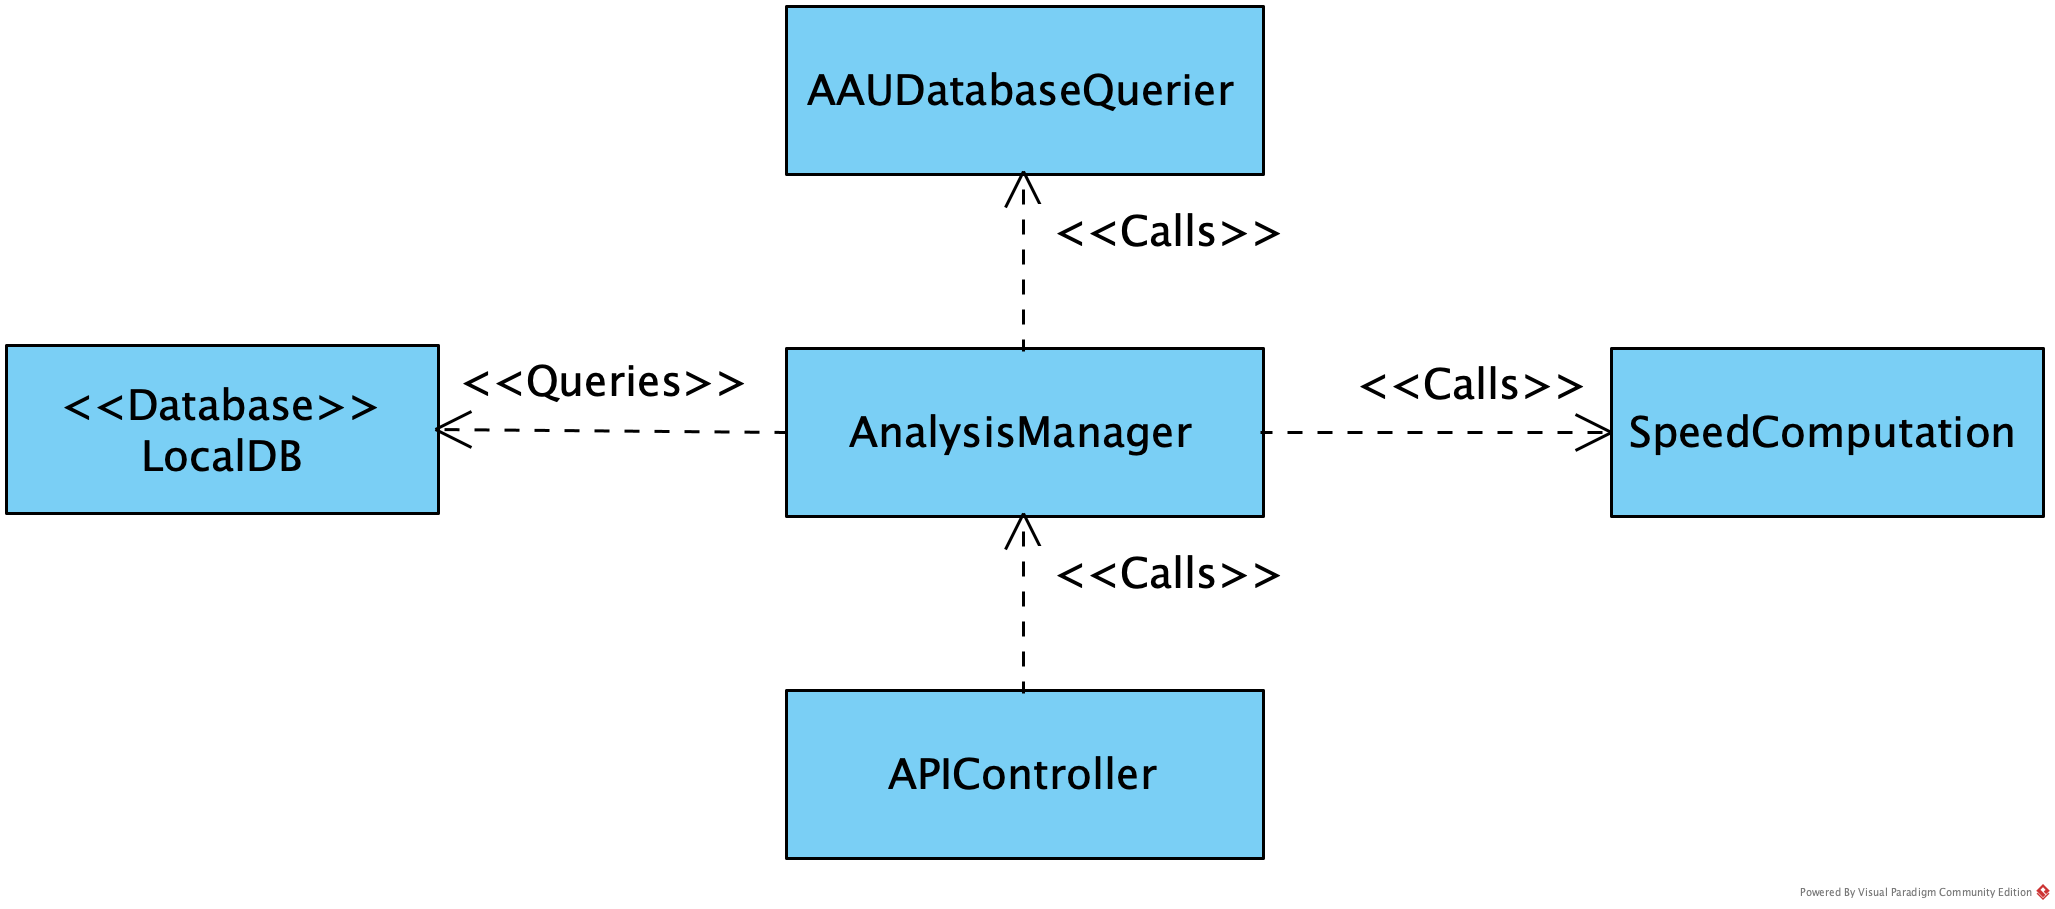 AAUDatabaseQuerier
<<Calls>>
<<Database>>
LocalDB
<<Queries>>
AnalysisManager
<<Calls>>
SpeedComputation
<<Calls>>
APIController
Powered By Visual Paradigm Community Edition